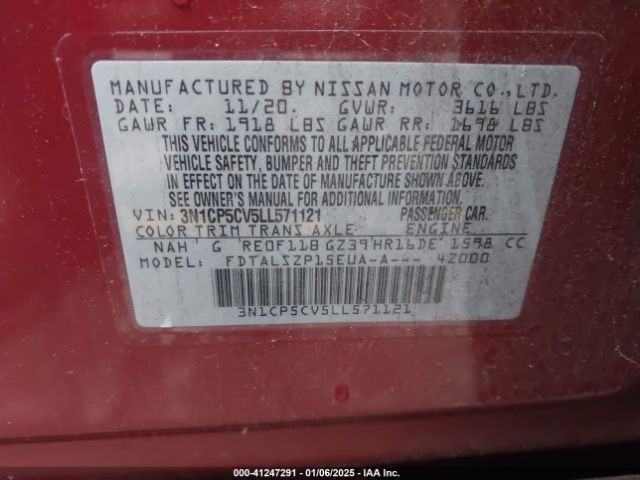 MANUFACTURED BY NISSAN MOTOR CO.,LTD.
DATE: 11/20. GVWR: 3616 LBS
GAWR FR: 1918 LBS GAWR RR: 1698 LBS
THIS VEHICLE CONFORMS TO ALL APPLICABLE FEDERAL MOTOR
VEHICLE SAFETY, BUMPER AND THEFT PREVENTION STANDARDS
IN EFFECT ON THE DATE OF MANUFACTURE SHOWN ABOVE.
SEE OWNER'S MANUAL FOR ADDITIONAL INFORMATION.
VIN: 3N1CP5CV5LL571121 PASSENGER CAR.
COLOR TRIM TRANS AXLE ENGINE
NAH G RE0F11B GZ39 HR16DE 1598 CC
MODEL: FDTALSZP15EUA-A--- 4Z000
3N1CP5CV5LL571121
000-41247291 - 01/06/2025 - IAA Inc.